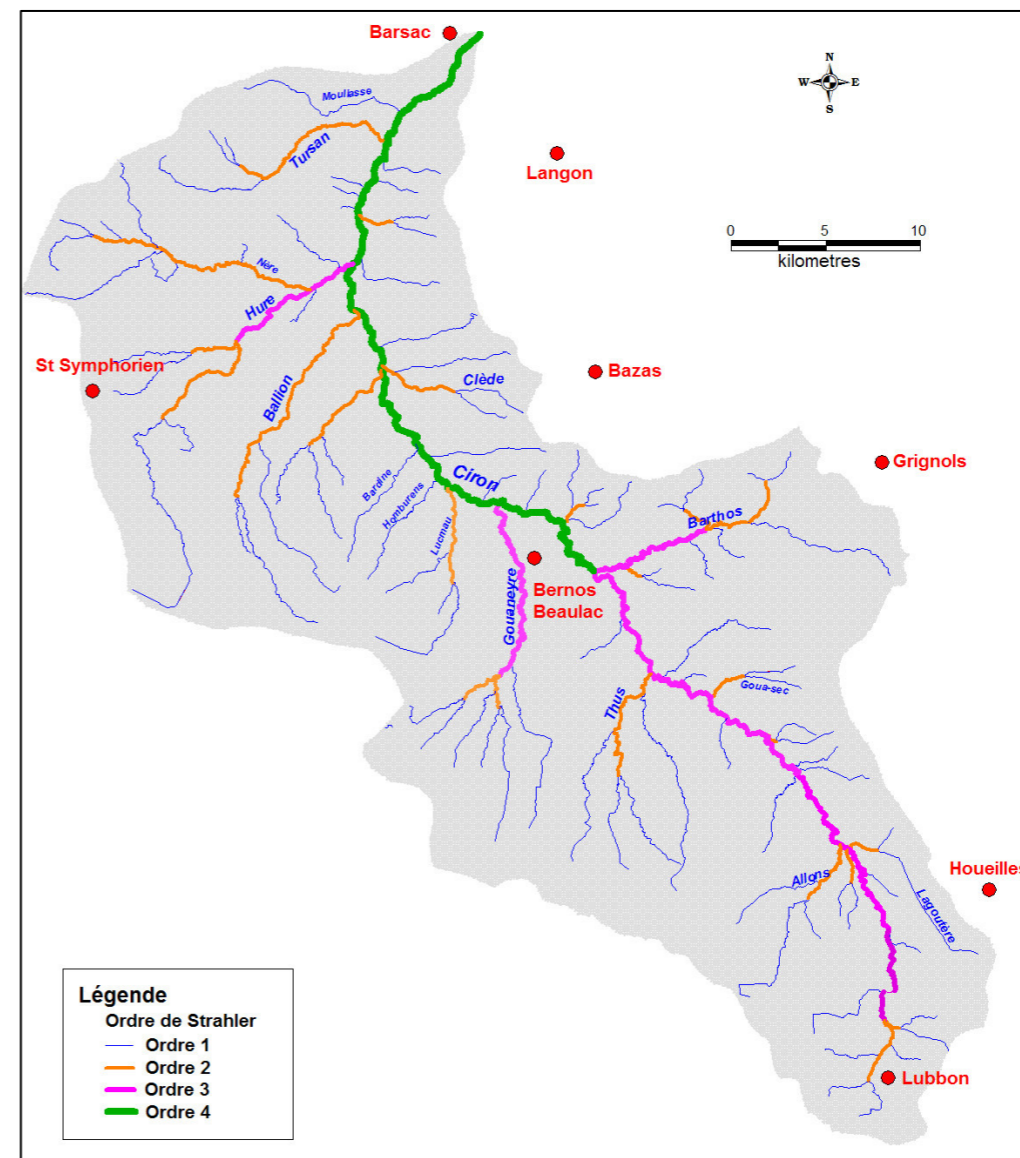 Barsac
N
W E
S
Mouliasse
Tursan
Langon
0 5 10
kilometres
Nère
Hure
St Symphorien
Ballion
Clède
Bazas
Ciron
Grignols
Bardine
Homburens
Lucmau
Barthos
Gouaneyre
Bernos
Beaulac
Thus
Goua-sec
Allons
Houeilles
Lagoutère
Lubbon
Légende
Ordre de Strahler
Ordre 1
Ordre 2
Ordre 3
Ordre 4